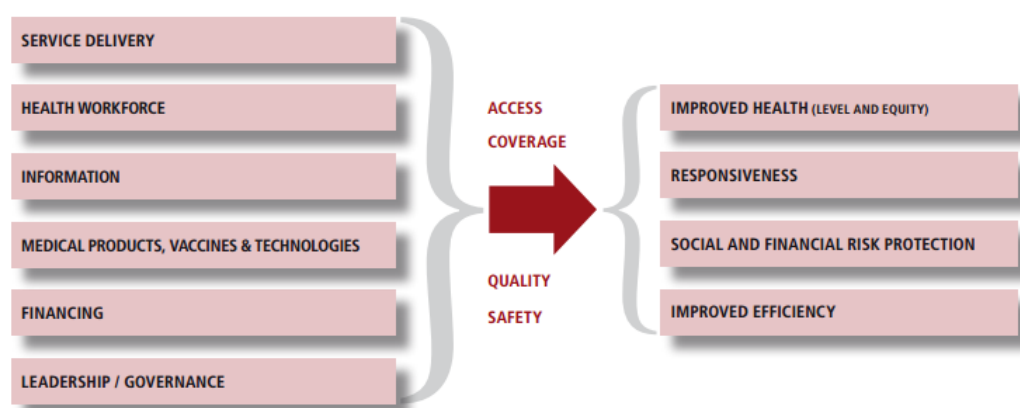 SERVICE DELIVERY
HEALTH WORKFORCE
INFORMATION
MEDICAL PRODUCTS, VACCINES & TECHNOLOGIES
FINANCING
LEADERSHIP / GOVERNANCE
ACCESS
COVERAGE
QUALITY
SAFETY
IMPROVED HEALTH (LEVEL AND EQUITY)
RESPONSIVENESS
SOCIAL AND FINANCIAL RISK PROTECTION
IMPROVED EFFICIENCY